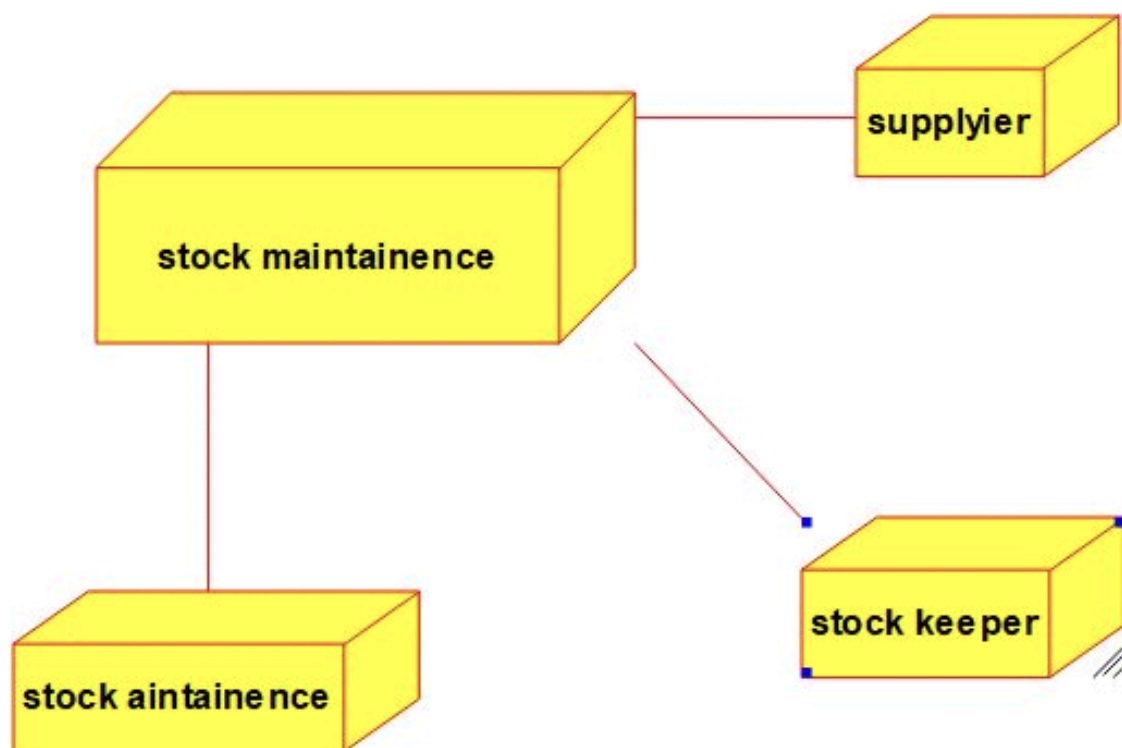 supplyier
stock maintainence
stock keeper
stock aintainence